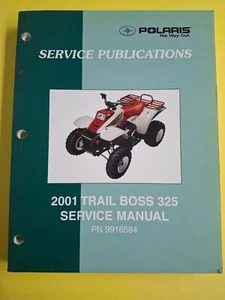 POLARIS
The Way Out.
SERVICE PUBLICATIONS
2001 TRAIL BOSS 325
SERVICE MANUAL
PN 9916584